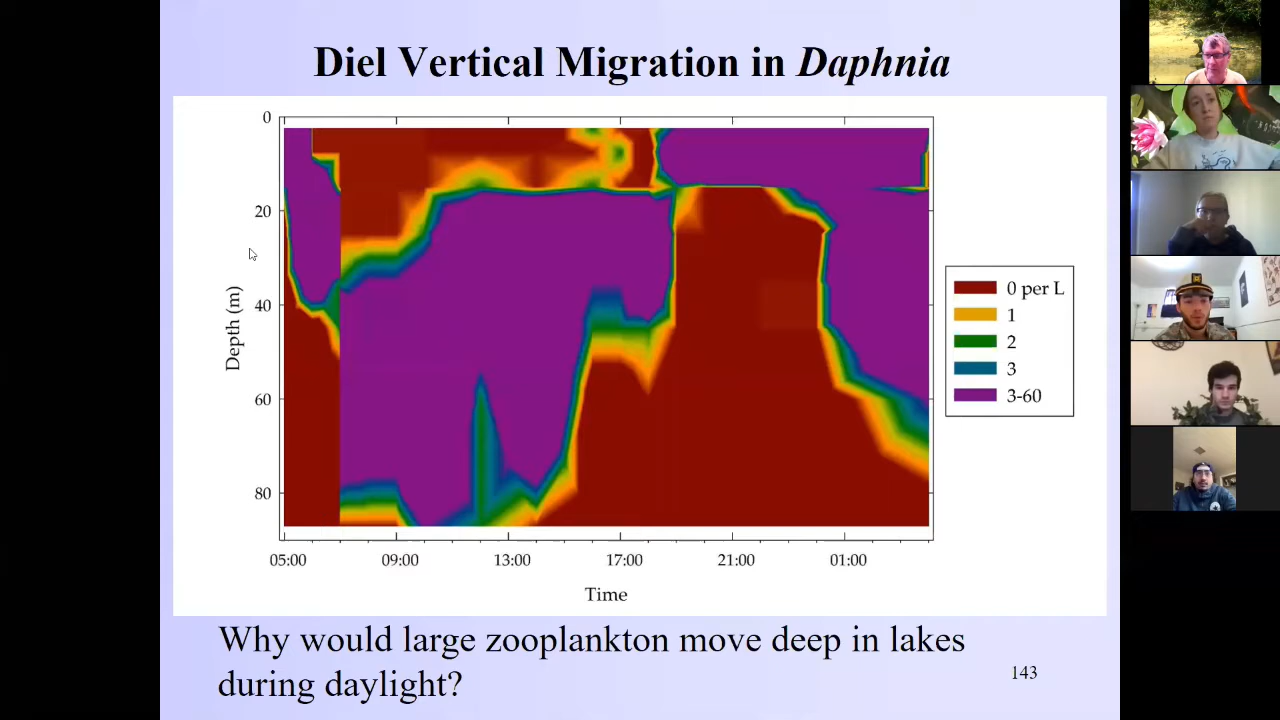 Diel Vertical Migration in Daphnia
0
20
40
60
80
Depth (m)
05:00 09:00 13:00 17:00 21:00 01:00
Time
0 per L
1
2
3
3-60
Why would large zooplankton move deep in lakes
during daylight?
143